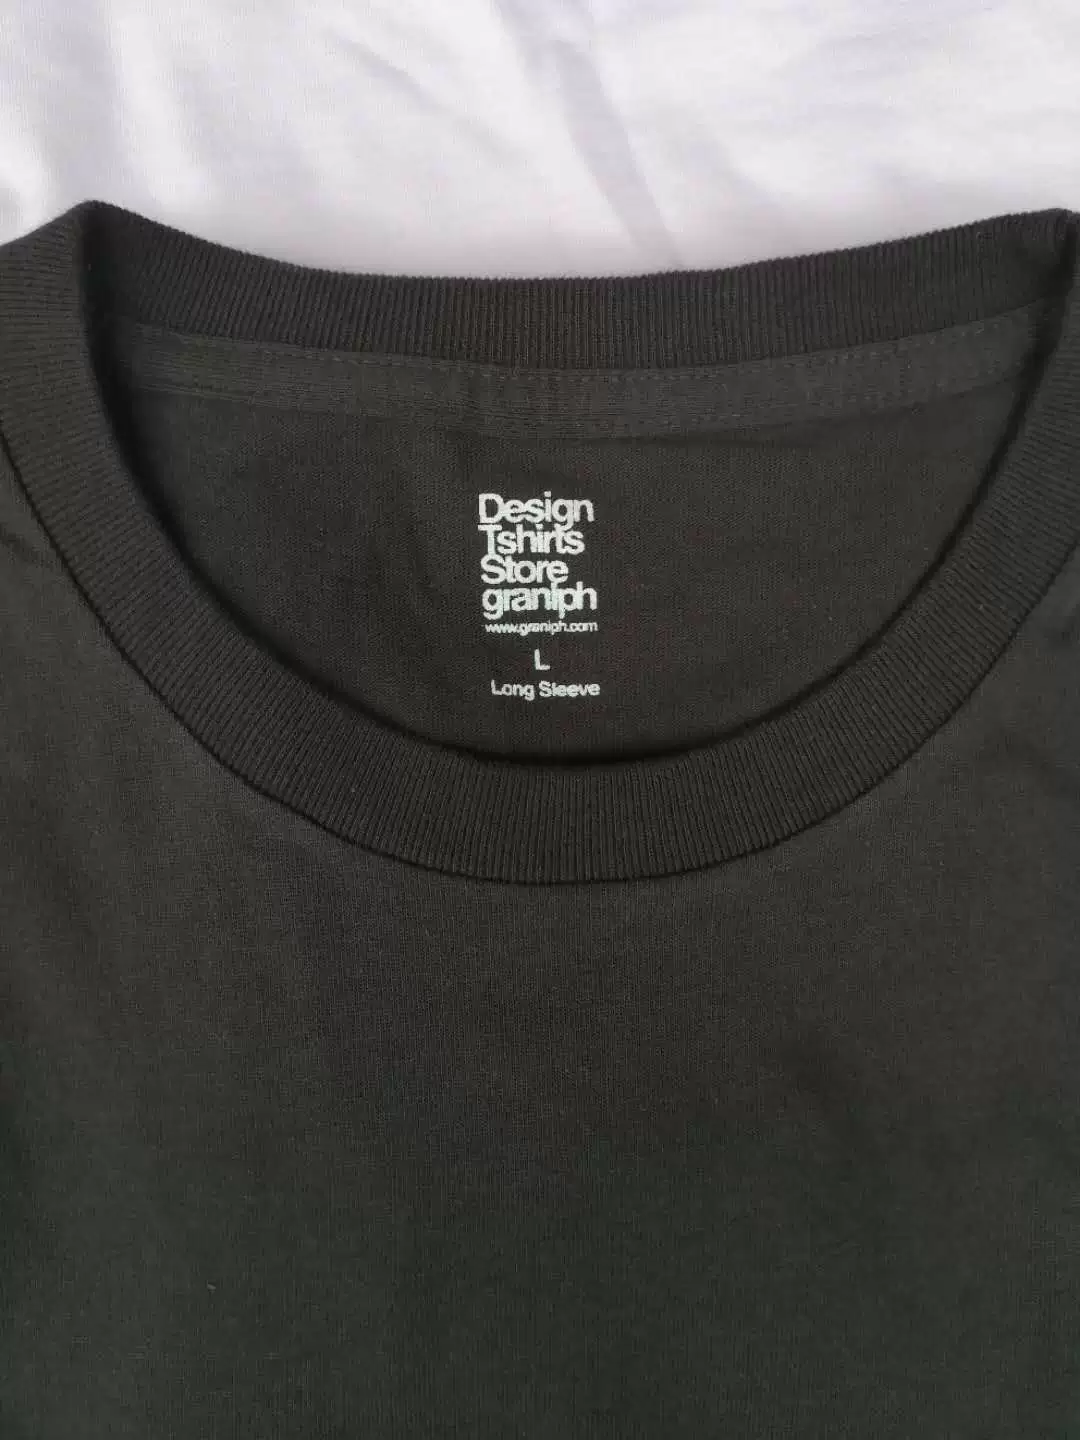 Design
Tshirts
Store
graniph
www.graniph.com
L
Long Sleeve